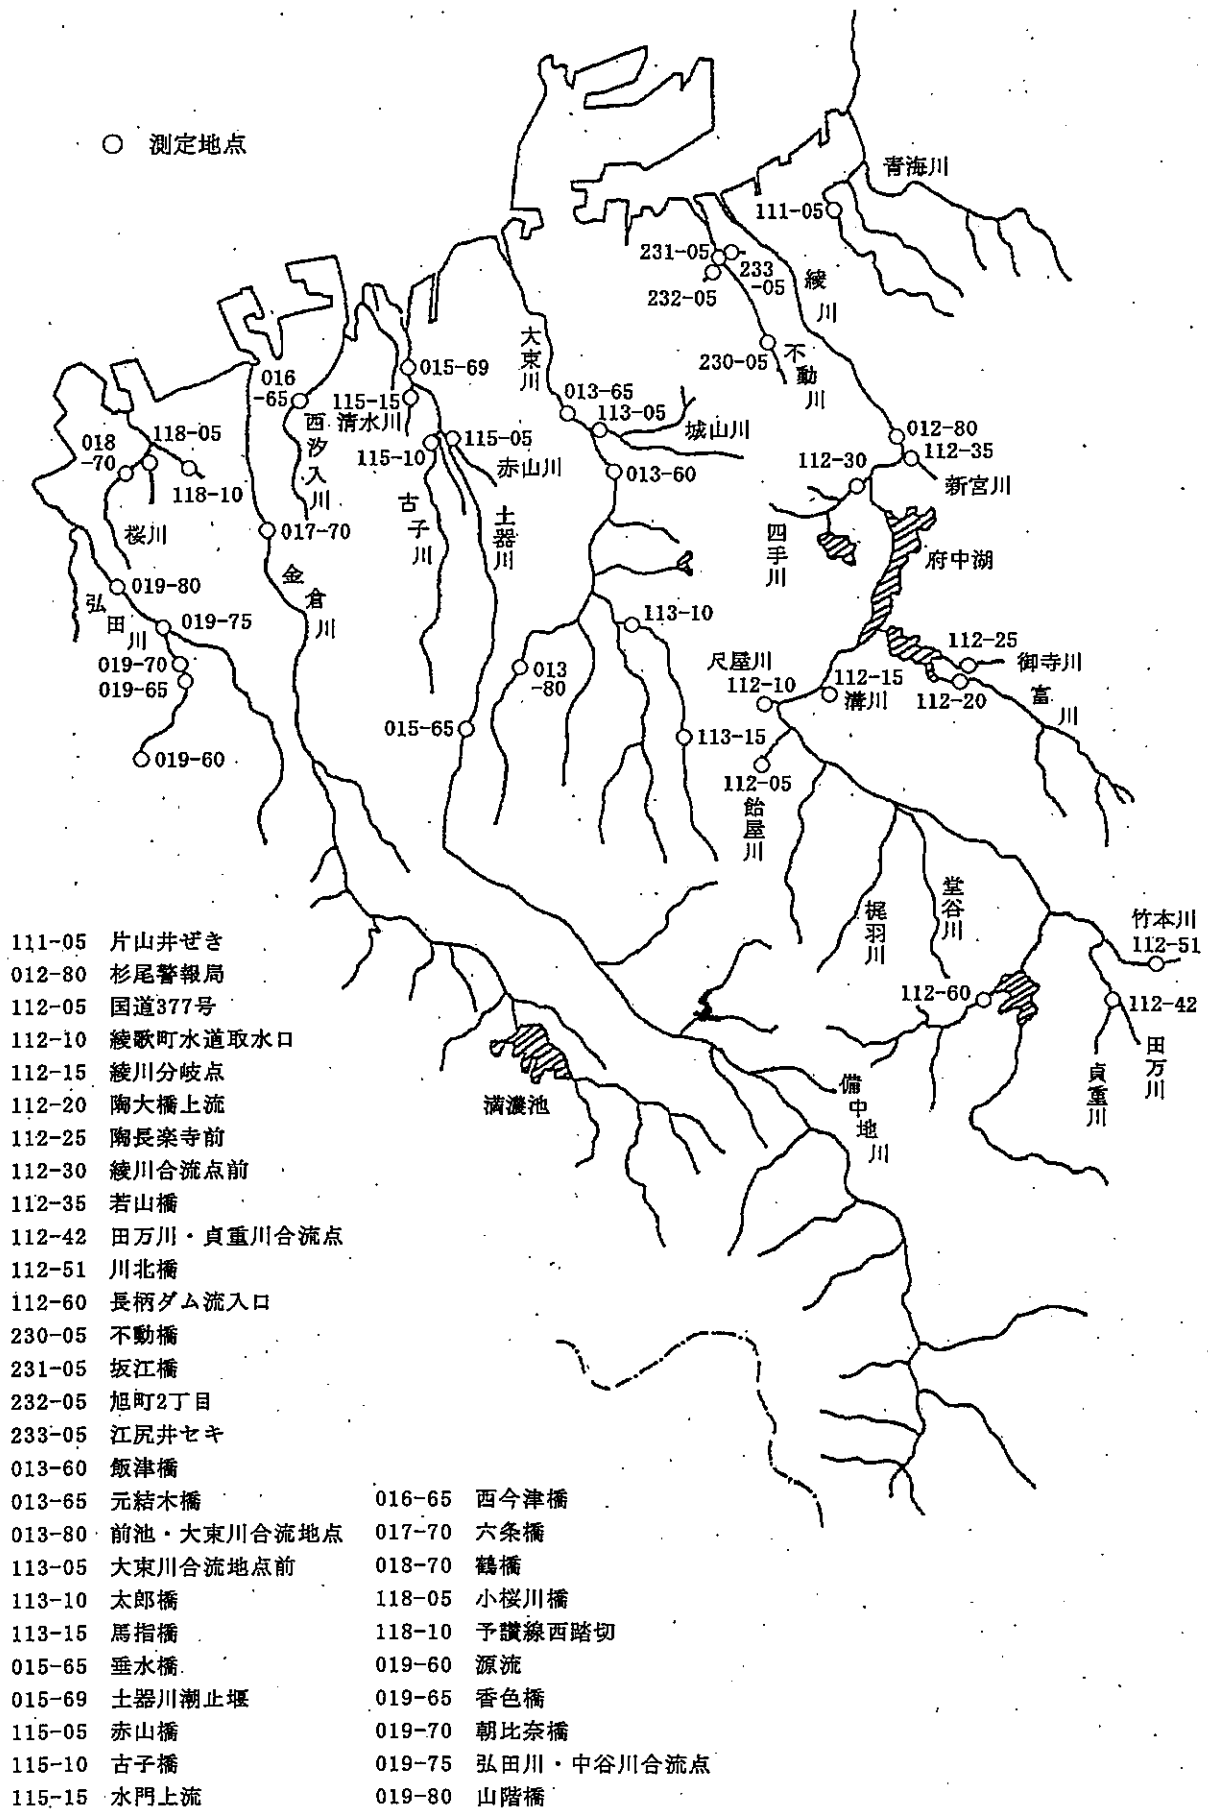 ○ 測定地点
青海川
111-05
231-05
233
-05
232-05
綾川
大束川
230-05
不動川
016
-65
015-69
013-65
115-15
113-05
西汐入川
清水川
城山川
018
-70
118-05
115-05
012-80
115-10
赤山川
112-35
118-10
013-60
112-30
新宮川
桜川
古子川
土器川
四手川
017-70
府中湖
019-80
金倉川
弘田川
019-75
113-10
112-25
019-70
尺屋川
御寺川
019-65
013
-80
112-10
112-15
溝川
112-20
富川
015-65
113-15
019-60
112-05
飴屋川
梶羽川
堂谷川
竹本川
112-51
112-60
112-42
田万川
貞重川
備中地川
満濃池
111-05 片山井ぜき
012-80 杉尾警報局
112-05 国道377号
112-10 綾歌町水道取水口
112-15 綾川分岐点
112-20 陶大橋上流
112-25 陶長楽寺前
112-30 綾川合流点前
112-35 若山橋
112-42 田万川・貞重川合流点
112-51 川北橋
112-60 長柄ダム流入口
230-05 不動橋
231-05 坂江橋
232-05 旭町2丁目
233-05 江尻井セキ
013-60 飯津橋
013-65 元結木橋
013-80 前池・大束川合流地点
113-05 大束川合流地点前
113-10 太郎橋
113-15 馬指橋
015-65 垂水橋
015-69 土器川潮止堰
115-05 赤山橋
115-10 古子橋
115-15 水門上流
016-65 西今津橋
017-70 六条橋
018-70 鶴橋
118-05 小桜川橋
118-10 予讃線西踏切
019-60 源流
019-65 香色橋
019-70 朝比奈橋
019-75 弘田川・中谷川合流点
019-80 山階橋